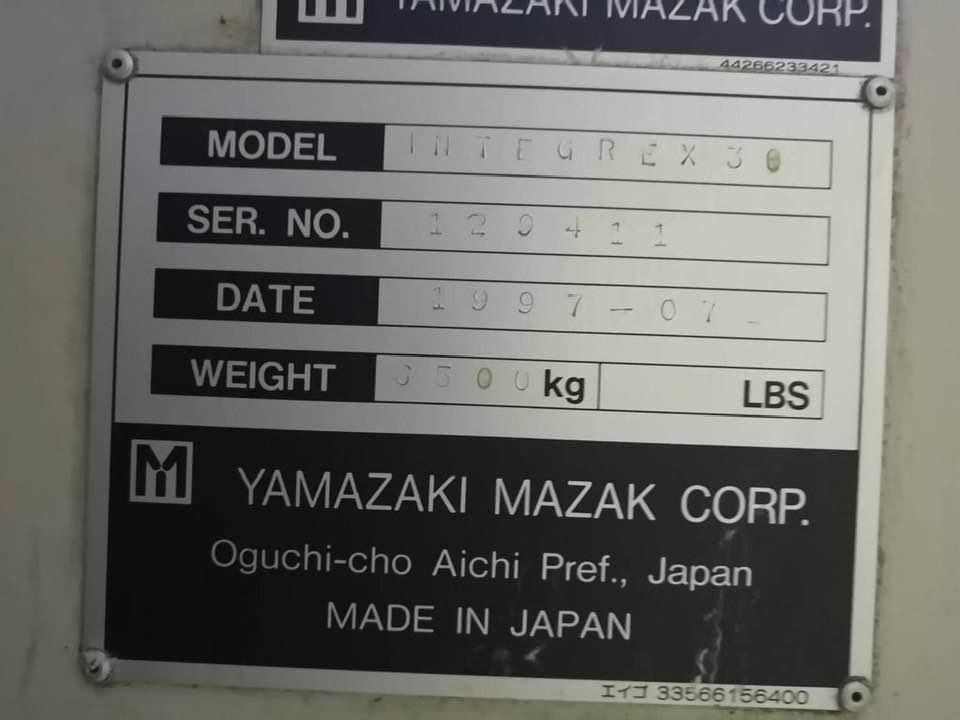 YAMAZAKI MAZAK CORP.
44266233421
MODEL INTEGREX30
SER. NO. 129411
DATE 1997-07-
WEIGHT kg LBS
YAMAZAKI MAZAK CORP.
Oguchi-cho Aichi Pref., Japan
MADE IN JAPAN
エイゴ 33566156400